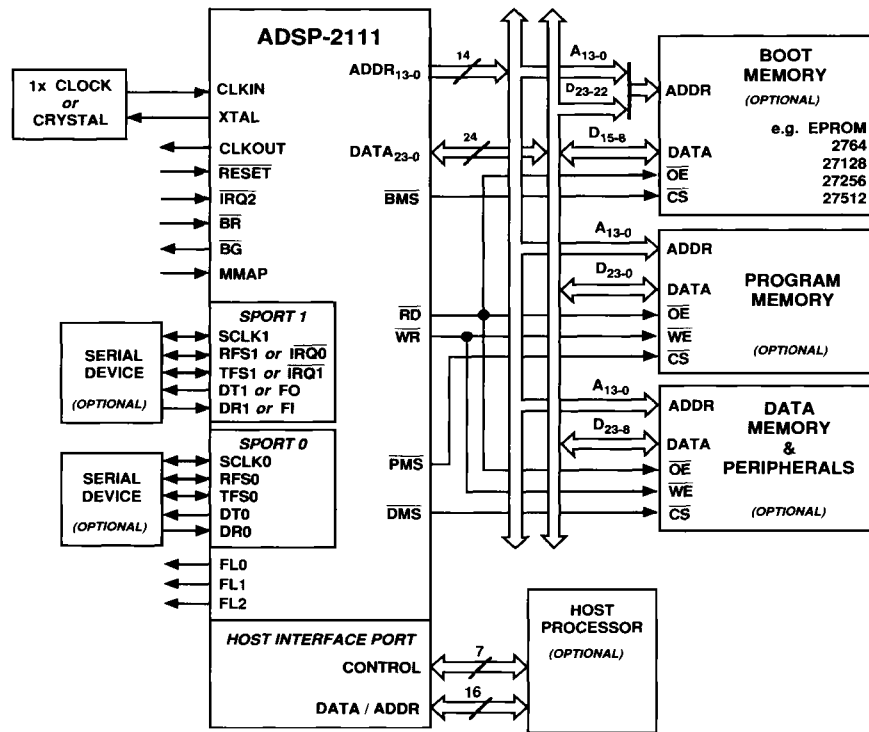 ADSP-2111
1x CLOCK
or
CRYSTAL
CLKIN
XTAL
CLKOUT
RESET
IRQ2
BR
BG
MMAP
ADDR13-0
14
DATA23-0
24
BMS
RD
WR
PMS
DMS
SPORT 1
SCLK1
RFS1 or IRQ0
TFS1 or IRQ1
DT1 or FO
DR1 or FI
SERIAL
DEVICE
(OPTIONAL)
SPORT 0
SCLK0
RFS0
TFS0
DT0
DR0
SERIAL
DEVICE
(OPTIONAL)
FL0
FL1
FL2
HOST INTERFACE PORT
CONTROL
7
DATA / ADDR
16
HOST
PROCESSOR
(OPTIONAL)
A13-0
D23-22
D15-8
BOOT
MEMORY
(OPTIONAL)
e.g. EPROM
2764
27128
27256
27512
ADDR
DATA
OE
CS
A13-0
D23-0
PROGRAM
MEMORY
(OPTIONAL)
ADDR
DATA
OE
WE
CS
A13-0
D23-8
DATA
MEMORY
&
PERIPHERALS
(OPTIONAL)
ADDR
DATA
OE
WE
CS